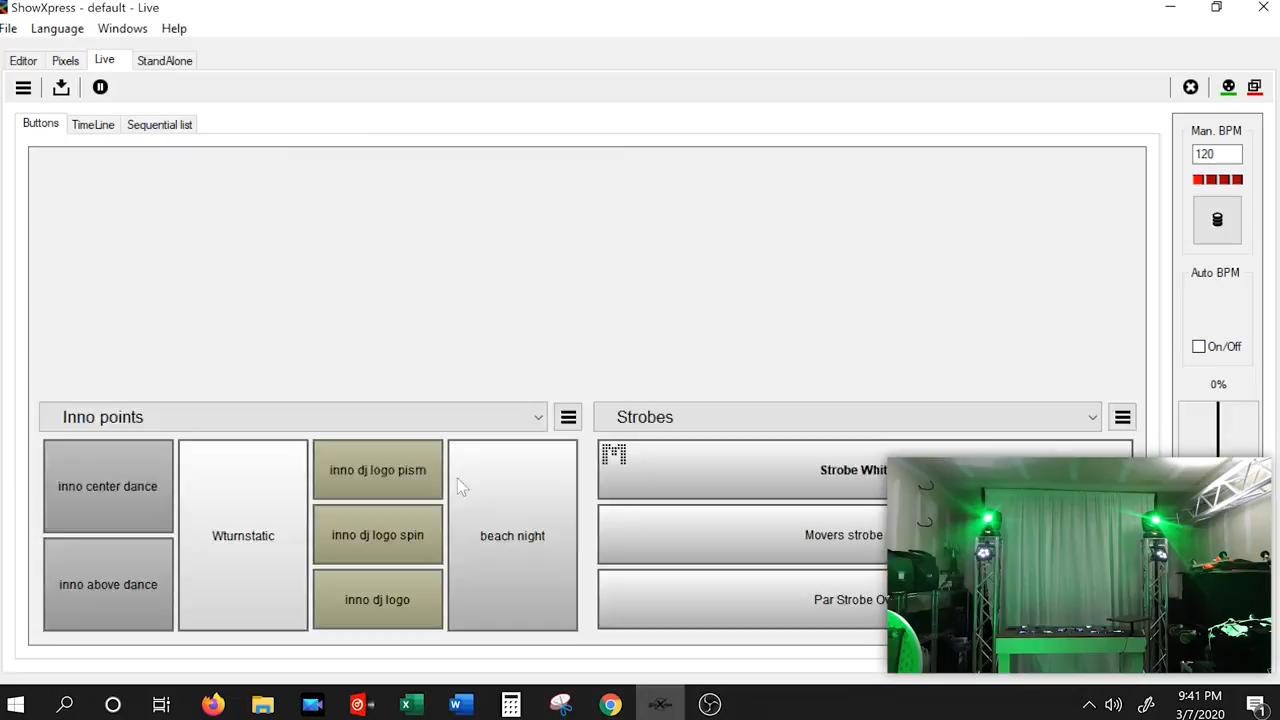 ShowXpress - default - Live
File Language Windows Help
Editor Pixels Live StandAlone
Buttons TimeLine Sequential list
Man. BPM
120
Auto BPM
On/Off
0%
Inno points
Strobes
inno center dance
inno above dance
Wturnstatic
inno dj logo pism
inno dj logo spin
inno dj logo
beach night
[M]
Strobe Whit
Movers strobe
Par Strobe O
9:41 PM
3/7/2020
1